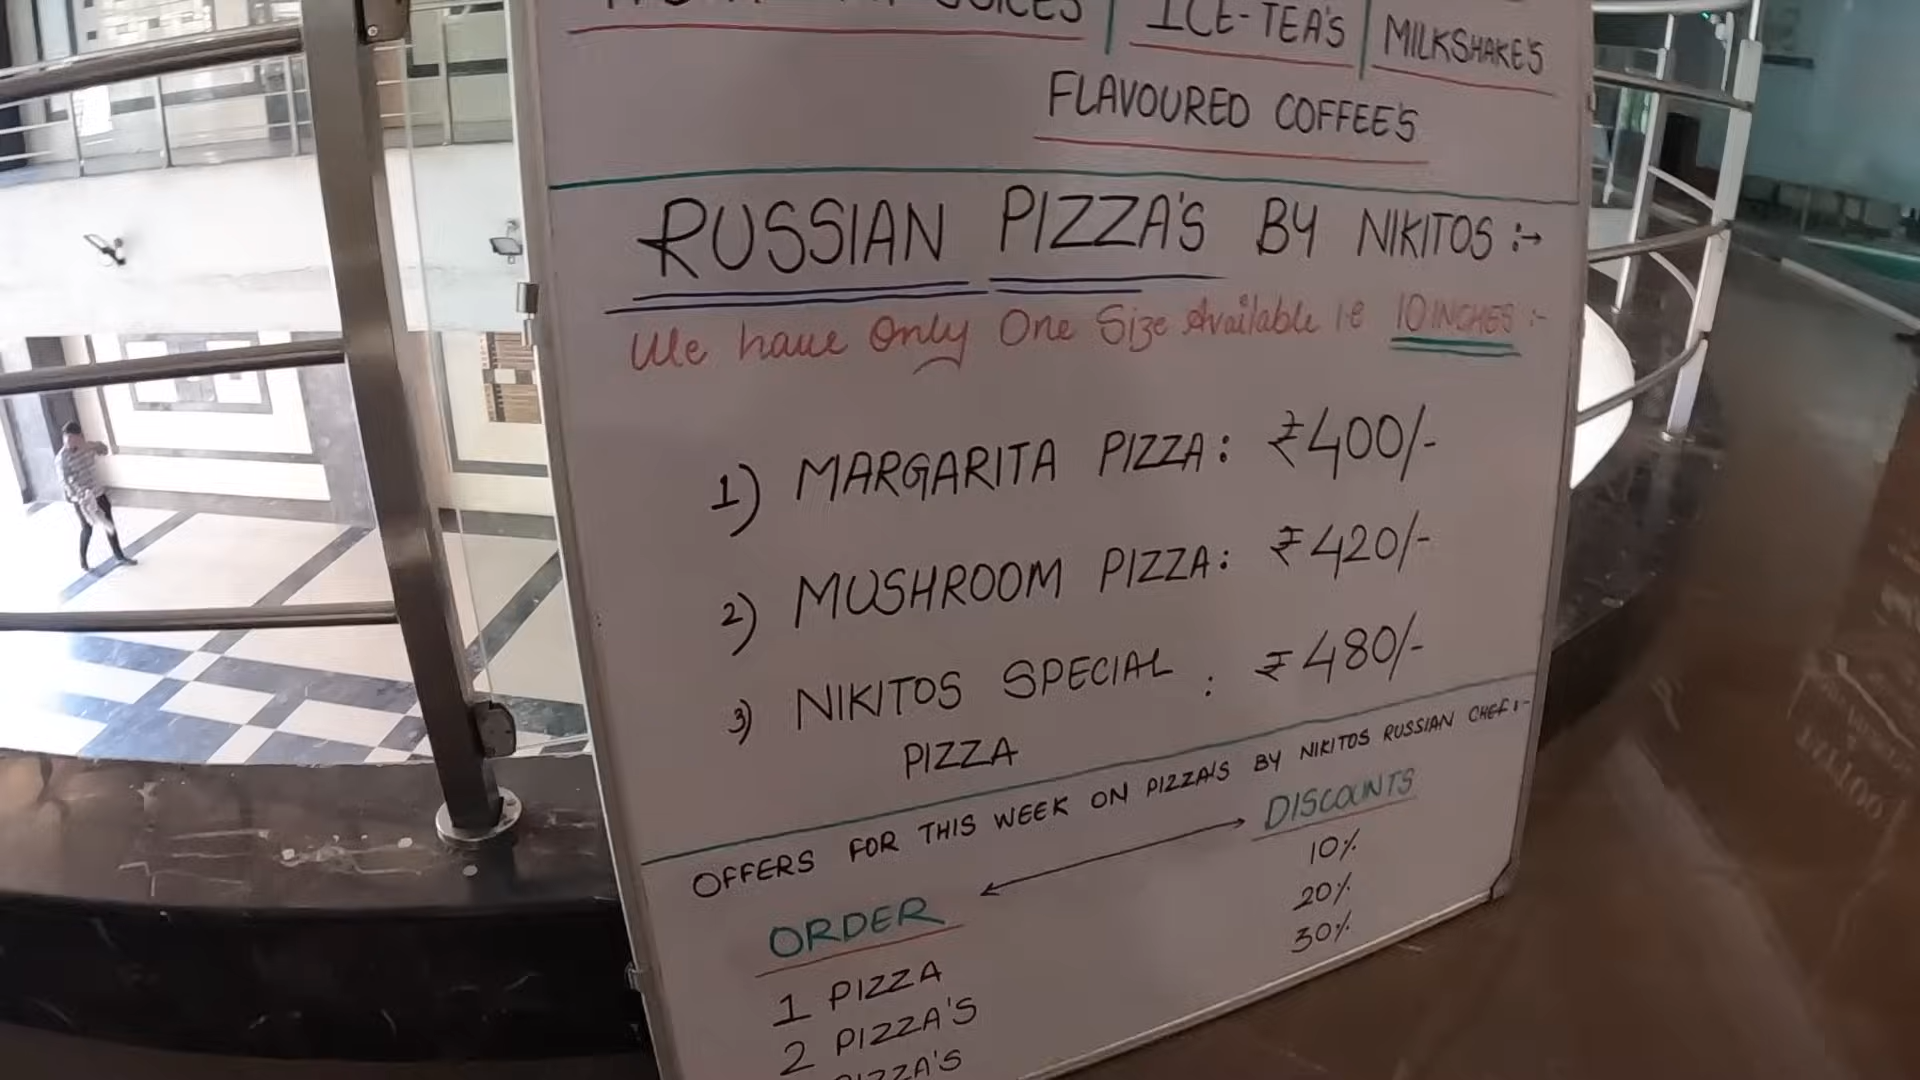 ICE-TEA'S
MILKSHAKE'S
FLAVOURED COFFEE'S
RUSSIAN PIZZA'S BY NIKITOS :→
We have Only One Size Available i.e 10 INCHES :-
1) MARGARITA PIZZA: ₹400/-
2) MUSHROOM PIZZA: ₹420/-
3) NIKITOS SPECIAL PIZZA : ₹480/-
OFFERS FOR THIS WEEK ON PIZZA'S BY NIKITOS RUSSIAN CHEF:-
ORDER ↔ DISCOUNTS
1 PIZZA 10%
2 PIZZA'S 20%
PIZZA'S 30%